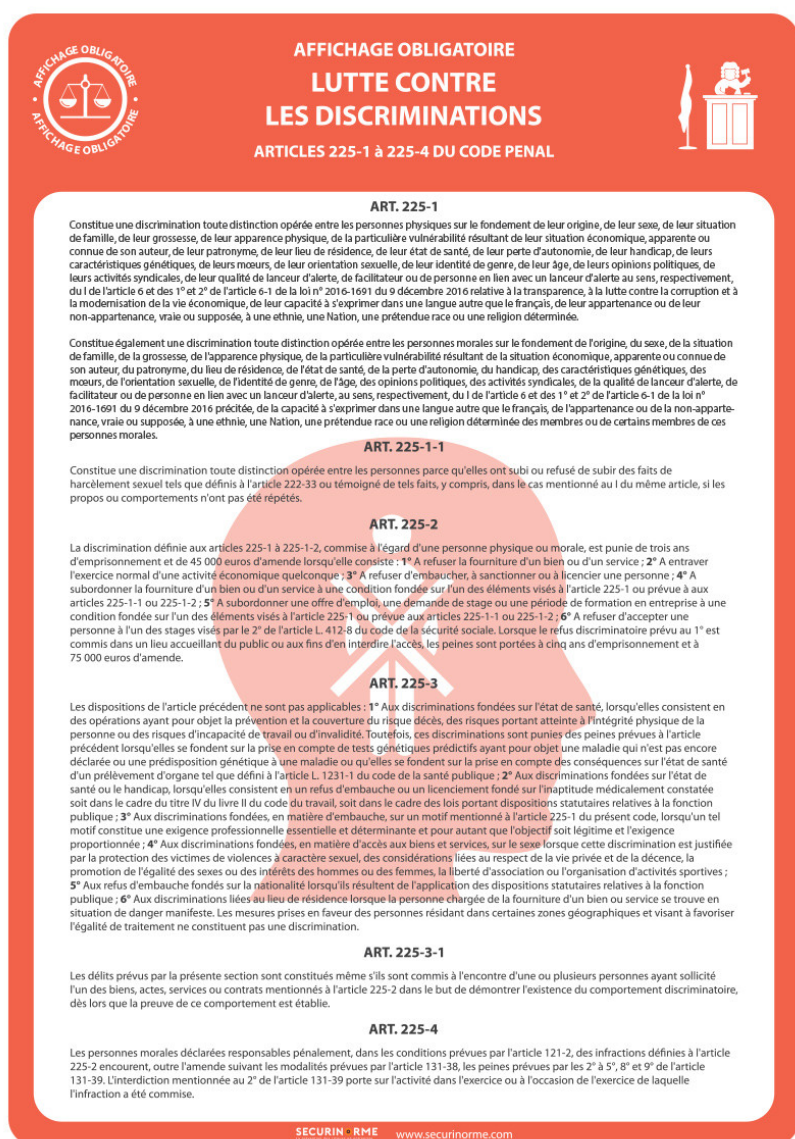 AFFICHAGE OBLIGATOIRE
AFFICHAGE OBLIGATOIRE
AFFICHAGE OBLIGATOIRE
LUTTE CONTRE
LES DISCRIMINATIONS
ARTICLES 225-1 à 225-4 DU CODE PENAL
ART. 225-1
Constitue une discrimination toute distinction opérée entre les personnes physiques sur le fondement de leur origine, de leur sexe, de leur situation
de famille, de leur grossesse, de leur apparence physique, de la particulière vulnérabilité résultant de leur situation économique, apparente ou
connue de son auteur, de leur patronyme, de leur lieu de résidence, de leur état de santé, de leur perte d'autonomie, de leur handicap, de leurs
caractéristiques génétiques, de leurs mœurs, de leur orientation sexuelle, de leur identité de genre, de leur âge, de leurs opinions politiques, de
leurs activités syndicales, de leur qualité de lanceur d'alerte, de facilitateur ou de personne en lien avec un lanceur d'alerte au sens, respectivement,
du I de l'article 6 et des 1° et 2° de l'article 6-1 de la loi n° 2016-1691 du 9 décembre 2016 relative à la transparence, à la lutte contre la corruption et à
la modernisation de la vie économique, de leur capacité à s'exprimer dans une langue autre que le français, de leur appartenance ou de leur
non-appartenance, vraie ou supposée, à une ethnie, une Nation, une prétendue race ou une religion déterminée.
Constitue également une discrimination toute distinction opérée entre les personnes morales sur le fondement de l'origine, du sexe, de la situation
de famille, de la grossesse, de l'apparence physique, de la particulière vulnérabilité résultant de la situation économique, apparente ou connue de
son auteur, du patronyme, du lieu de résidence, de l'état de santé, de la perte d'autonomie, du handicap, des caractéristiques génétiques, des
mœurs, de l'orientation sexuelle, de l'identité de genre, de l'âge, des opinions politiques, des activités syndicales, de la qualité de lanceur d'alerte, de
facilitateur ou de personne en lien avec un lanceur d'alerte, au sens, respectivement, du I de l'article 6 et des 1° et 2° de l'article 6-1 de la loi n°
2016-1691 du 9 décembre 2016 précitée, de la capacité à s'exprimer dans une langue autre que le français, de l'appartenance ou de la non-apparte-
nance, vraie ou supposée, à une ethnie, une Nation, une prétendue race ou une religion déterminée des membres ou de certains membres de ces
personnes morales.
ART. 225-1-1
Constitue une discrimination toute distinction opérée entre les personnes parce qu'elles ont subi ou refusé de subir des faits de
harcèlement sexuel tels que définis à l'article 222-33 ou témoigné de tels faits, y compris, dans le cas mentionné au I du même article, si les
propos ou comportements n'ont pas été répétés.
ART. 225-2
La discrimination définie aux articles 225-1 à 225-1-2, commise à l'égard d'une personne physique ou morale, est punie de trois ans
d'emprisonnement et de 45 000 euros d'amende lorsqu'elle consiste : 1° A refuser la fourniture d'un bien ou d'un service ; 2° A entraver
l'exercice normal d'une activité économique quelconque ; 3° A refuser d'embaucher, à sanctionner ou à licencier une personne ; 4° A
subordonner la fourniture d'un bien ou d'un service à une condition fondée sur l'un des éléments visés à l'article 225-1 ou prévue à aux
articles 225-1-1 ou 225-1-2 ; 5° A subordonner une offre d'emploi, une demande de stage ou une période de formation en entreprise à une
condition fondée sur l'un des éléments visés à l'article 225-1 ou prévue aux articles 225-1-1 ou 225-1-2 ; 6° A refuser d'accepter une
personne à l'un des stages visés par le 2° de l'article L. 412-8 du code de la sécurité sociale. Lorsque le refus discriminatoire prévu au 1° est
commis dans un lieu accueillant du public ou aux fins d'en interdire l'accès, les peines sont portées à cinq ans d'emprisonnement et à
75 000 euros d'amende.
ART. 225-3
Les dispositions de l'article précédent ne sont pas applicables : 1° Aux discriminations fondées sur l'état de santé, lorsqu'elles consistent en
des opérations ayant pour objet la prévention et la couverture du risque décès, des risques portant atteinte à l'intégrité physique de la
personne ou des risques d'incapacité de travail ou d'invalidité. Toutefois, ces discriminations sont punies des peines prévues à l'article
précédent lorsqu'elles se fondent sur la prise en compte de tests génétiques prédictifs ayant pour objet une maladie qui n'est pas encore
déclarée ou une prédisposition génétique à une maladie ou qu'elles se fondent sur la prise en compte des conséquences sur l'état de santé
d'un prélèvement d'organe tel que défini à l'article L. 1231-1 du code de la santé publique ; 2° Aux discriminations fondées sur l'état de
santé ou le handicap, lorsqu'elles consistent en un refus d'embauche ou un licenciement fondé sur l'inaptitude médicalement constatée
soit dans le cadre du titre IV du livre II du code du travail, soit dans le cadre des lois portant dispositions statutaires relatives à la fonction
publique ; 3° Aux discriminations fondées, en matière d'embauche, sur un motif mentionné à l'article 225-1 du présent code, lorsqu'un tel
motif constitue une exigence professionnelle essentielle et déterminante et pour autant que l'objectif soit légitime et l'exigence
proportionnée ; 4° Aux discriminations fondées, en matière d'accès aux biens et services, sur le sexe lorsque cette discrimination est justifiée
par la protection des victimes de violences à caractère sexuel, des considérations liées au respect de la vie privée et de la décence, la
promotion de l'égalité des sexes ou des intérêts des hommes ou des femmes, la liberté d'association ou l'organisation d'activités sportives ;
5° Aux refus d'embauche fondés sur la nationalité lorsqu'ils résultent de l'application des dispositions statutaires relatives à la fonction
publique ; 6° Aux discriminations liées au lieu de résidence lorsque la personne chargée de la fourniture d'un bien ou service se trouve en
situation de danger manifeste. Les mesures prises en faveur des personnes résidant dans certaines zones géographiques et visant à favoriser
l'égalité de traitement ne constituent pas une discrimination.
ART. 225-3-1
Les délits prévus par la présente section sont constitués même s'ils sont commis à l'encontre d'une ou plusieurs personnes ayant sollicité
l'un des biens, actes, services ou contrats mentionnés à l'article 225-2 dans le but de démontrer l'existence du comportement discriminatoire,
dès lors que la preuve de ce comportement est établie.
ART. 225-4
Les personnes morales déclarées responsables pénalement, dans les conditions prévues par l'article 121-2, des infractions définies à l'article
225-2 encourent, outre l'amende suivant les modalités prévues par l'article 131-38, les peines prévues par les 2° à 5°, 8° et 9° de l'article
131-39. L'interdiction mentionnée au 2° de l'article 131-39 porte sur l'activité dans l'exercice ou à l'occasion de l'exercice de laquelle
l'infraction a été commise.
SECURINORME www.securinorme.com